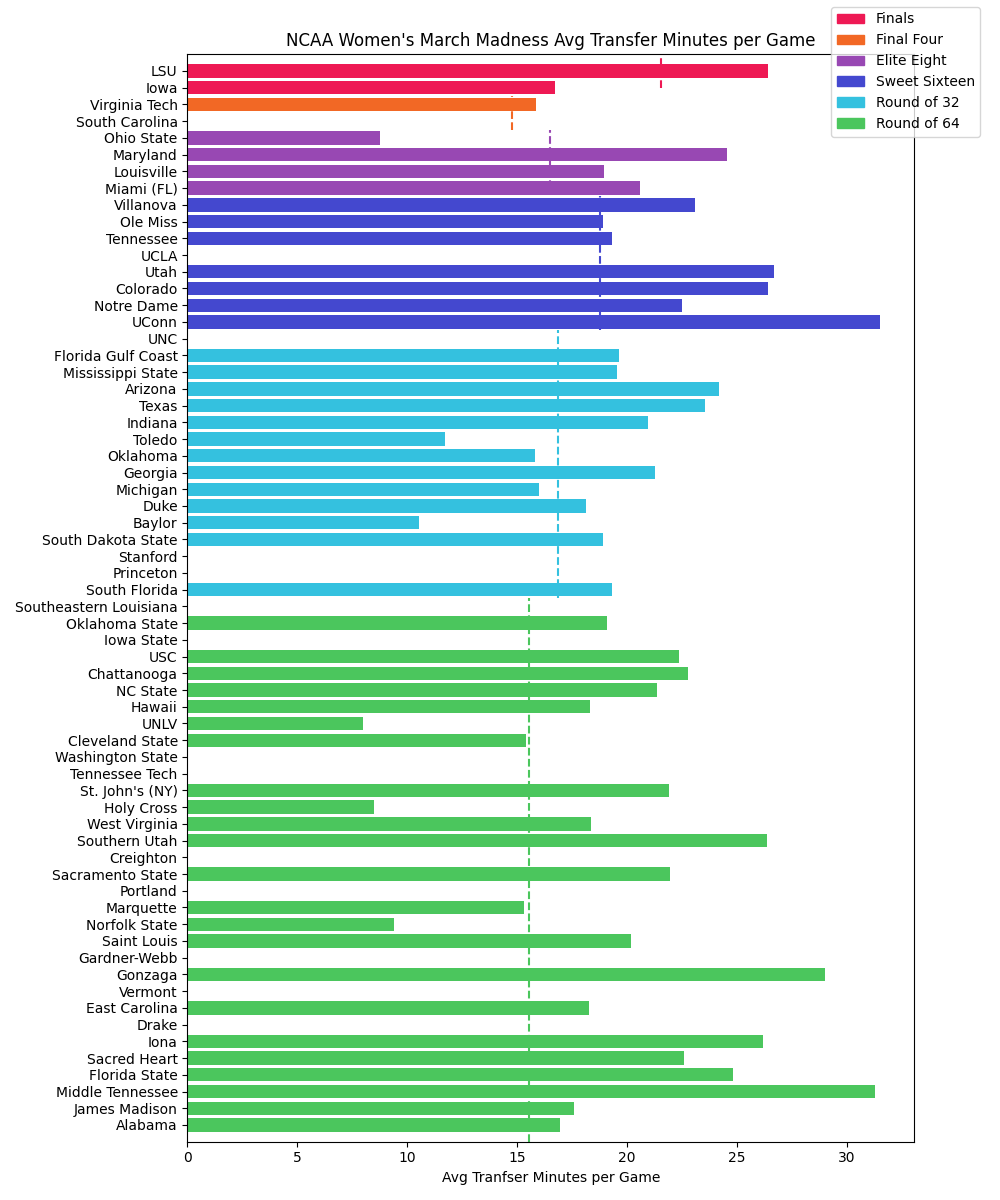 Finals
Final Four
Elite Eight
Sweet Sixteen
Round of 32
Round of 64
NCAA Women's March Madness Avg Transfer Minutes per Game
LSU
Iowa
Virginia Tech
South Carolina
Ohio State
Maryland
Louisville
Miami (FL)
Villanova
Ole Miss
Tennessee
UCLA
Utah
Colorado
Notre Dame
UConn
UNC
Florida Gulf Coast
Mississippi State
Arizona
Texas
Indiana
Toledo
Oklahoma
Georgia
Michigan
Duke
Baylor
South Dakota State
Stanford
Princeton
South Florida
Southeastern Louisiana
Oklahoma State
Iowa State
USC
Chattanooga
NC State
Hawaii
UNLV
Cleveland State
Washington State
Tennessee Tech
St. John's (NY)
Holy Cross
West Virginia
Southern Utah
Creighton
Sacramento State
Portland
Marquette
Norfolk State
Saint Louis
Gardner-Webb
Gonzaga
Vermont
East Carolina
Drake
Iona
Sacred Heart
Florida State
Middle Tennessee
James Madison
Alabama
0 5 10 15 20 25 30
Avg Tranfser Minutes per Game